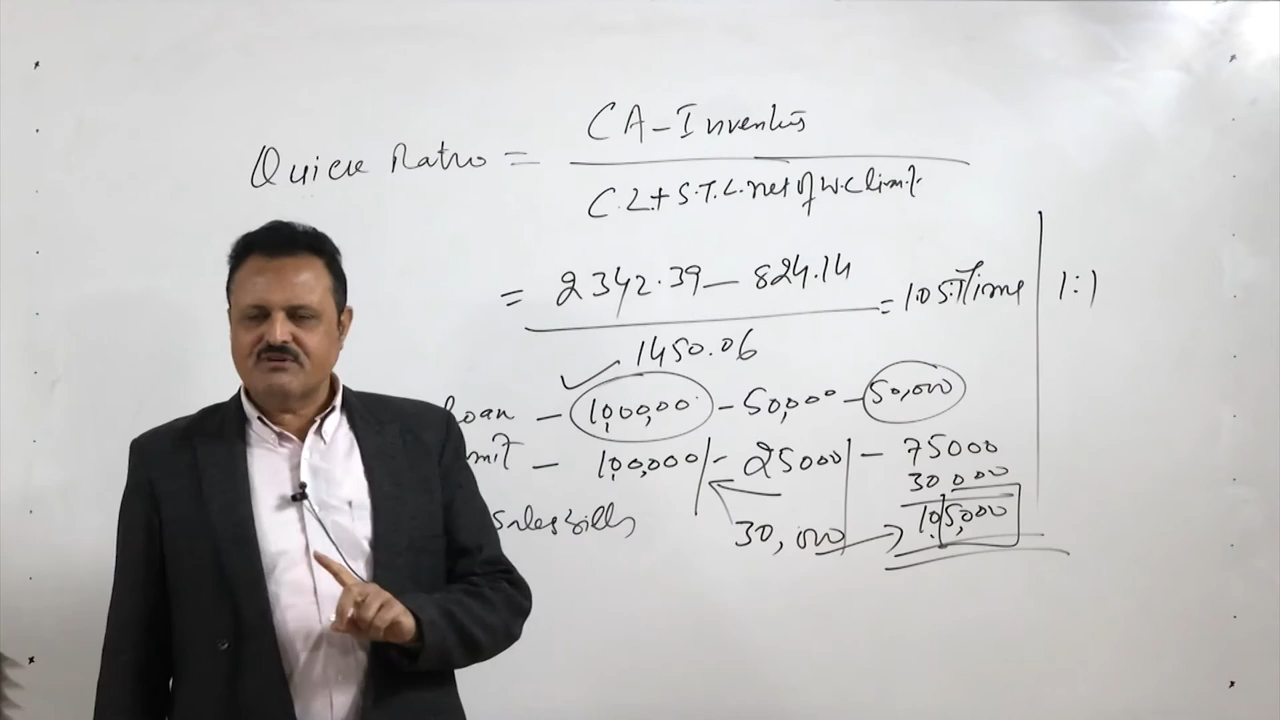 CA - Inventories
Quick Ratio =
C.L + S.T.L. net of W.C limit
= 2342.39 - 824.14 = 1.05 Time 1:1
1450.06
Loan - 1,00,000 - 50,000 - 50,000
mit - 1,00,000 - 25000 - 75000
30,000
Sales bills 30,000 1,05,000